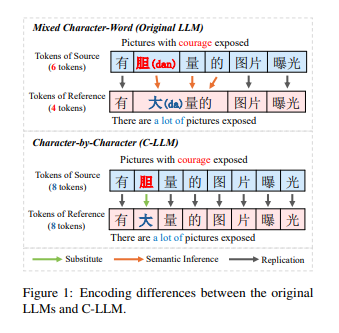 Mixed Character-Word (Original LLM)
Pictures with courage exposed
Tokens of Source
(6 tokens)
有 胆(dan) 量 的 图片 曝光
Tokens of Reference
(4 tokens)
有 大(da)量的 图片 曝光
There are a lot of pictures exposed
Character-by-Character (C-LLM)
Pictures with courage exposed
Tokens of Source
(8 tokens)
有 胆 量 的 图 片 曝 光
Tokens of Reference
(8 tokens)
有 大 量 的 图 片 曝 光
There are a lot of pictures exposed
Substitute Semantic Inference Replication
Figure 1: Encoding differences between the original
LLMs and C-LLM.